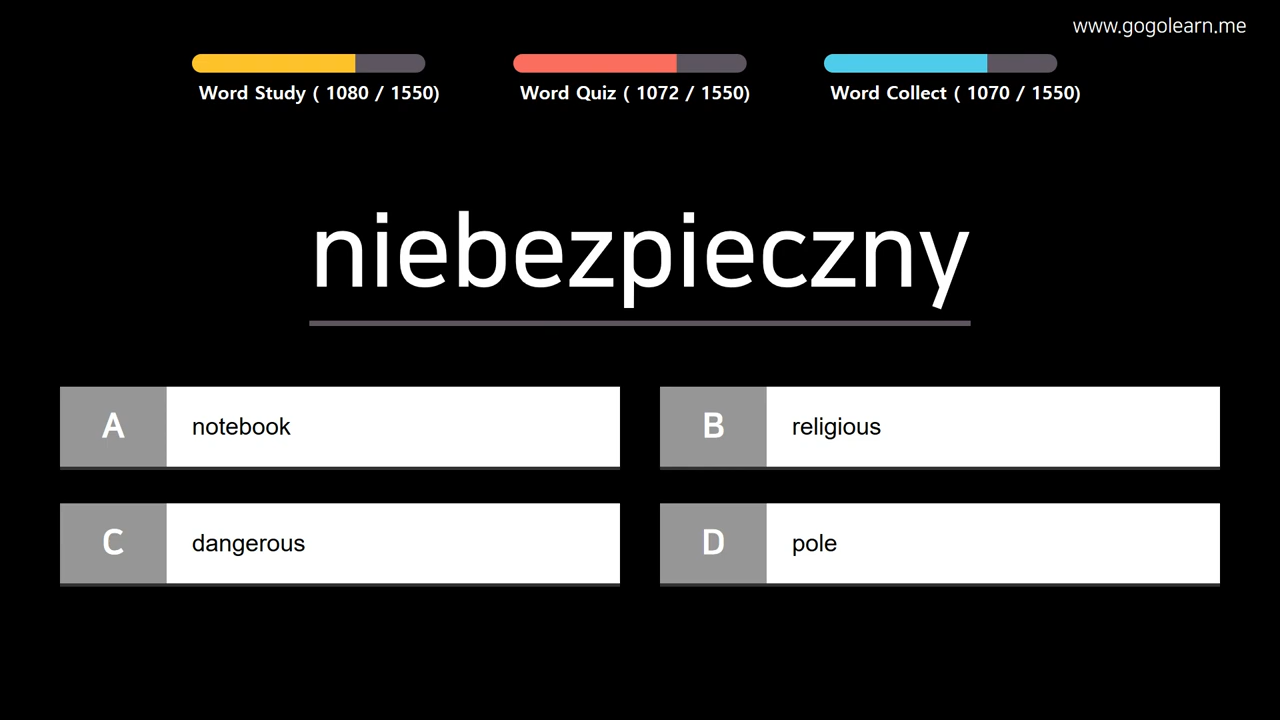 www.gogolearn.me
Word Study ( 1080 / 1550)
Word Quiz ( 1072 / 1550)
Word Collect ( 1070 / 1550)
niebezpieczny
A notebook
B religious
C dangerous
D pole